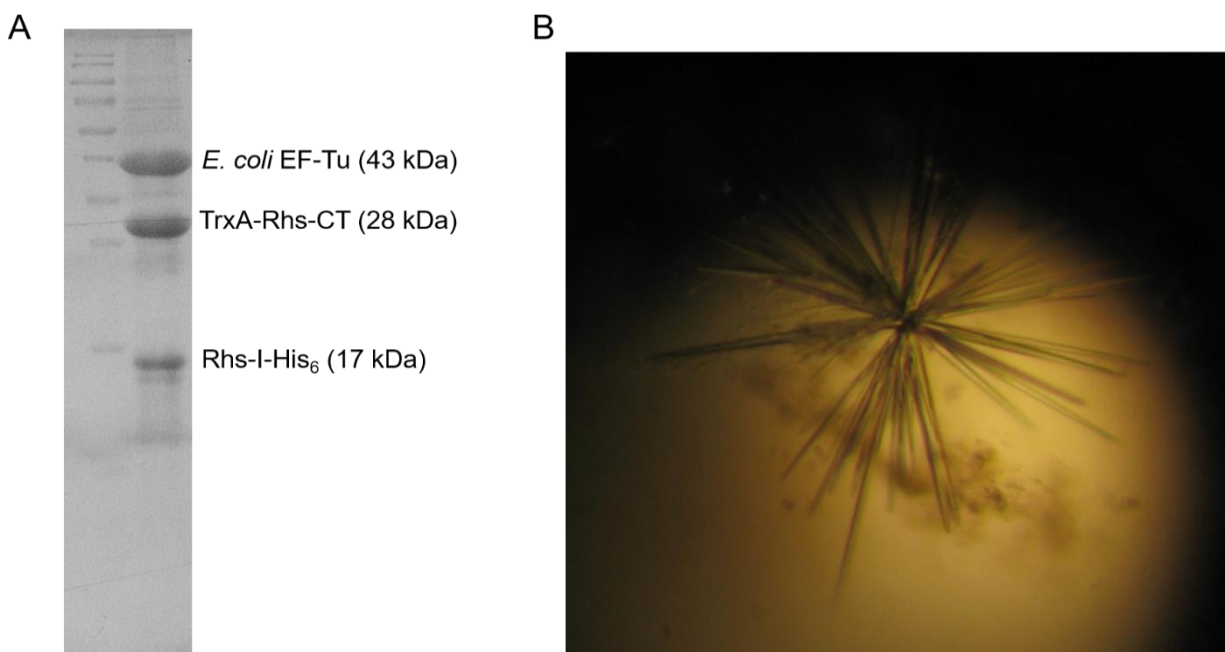 A
B
E. coli EF-Tu (43 kDa)
TrxA-Rhs-CT (28 kDa)
Rhs-I-His₆ (17 kDa)